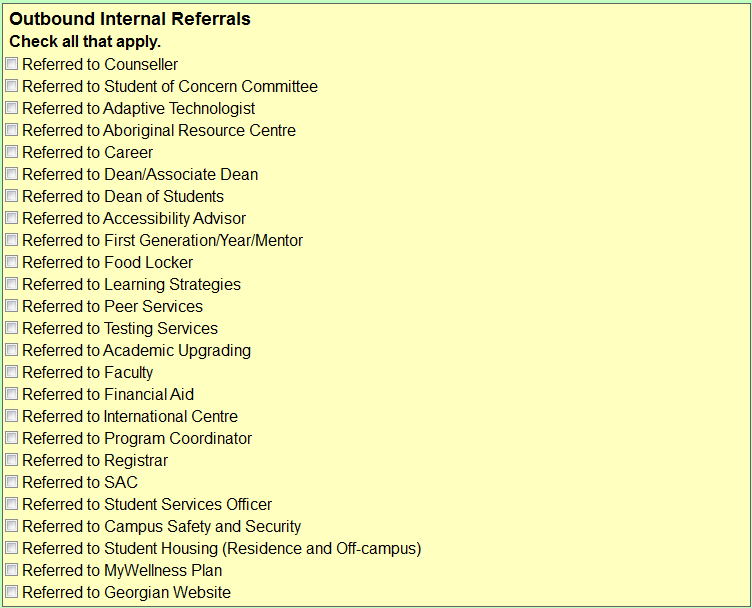 Outbound Internal Referrals
Check all that apply.
Referred to Counseller
Referred to Student of Concern Committee
Referred to Adaptive Technologist
Referred to Aboriginal Resource Centre
Referred to Career
Referred to Dean/Associate Dean
Referred to Dean of Students
Referred to Accessibility Advisor
Referred to First Generation/Year/Mentor
Referred to Food Locker
Referred to Learning Strategies
Referred to Peer Services
Referred to Testing Services
Referred to Academic Upgrading
Referred to Faculty
Referred to Financial Aid
Referred to International Centre
Referred to Program Coordinator
Referred to Registrar
Referred to SAC
Referred to Student Services Officer
Referred to Campus Safety and Security
Referred to Student Housing (Residence and Off-campus)
Referred to MyWellness Plan
Referred to Georgian Website